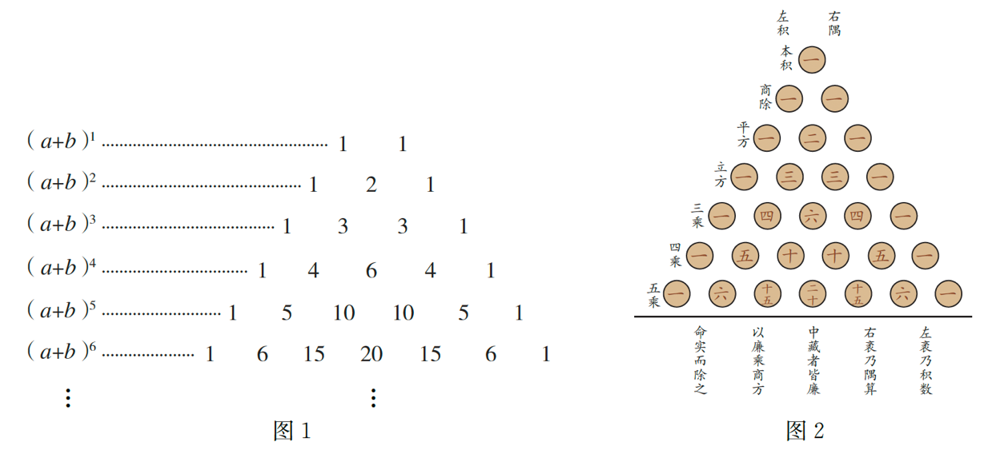 ( a+b )¹ 1 1
( a+b )² 1 2 1
( a+b )³ 1 3 3 1
( a+b )⁴ 1 4 6 4 1
( a+b )⁵ 1 5 10 10 5 1
( a+b )⁶ 1 6 15 20 15 6 1
⋮ ⋮
图 1
左积 右隅
本积 一
商除 一 一
平方 一 二 一
立方 一 三 三 一
三乘 一 四 六 四 一
四乘 一 五 十 十 五 一
五乘 一 六 十五 二十 十五 六 一
左袤乃积数
右袤乃隅算
中藏者皆廉
以廉乘商方
命实而除之
图 2